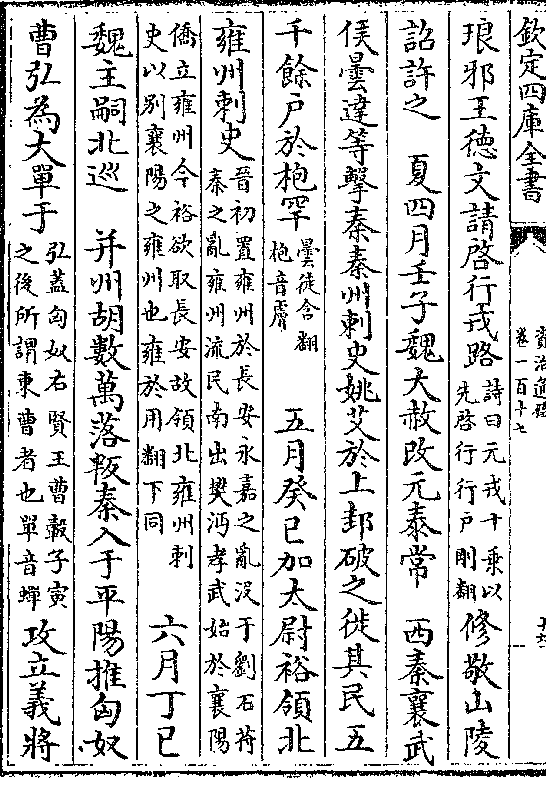 欽定四庫全書
資治通鑑
卷一百十七
琅邪王德文請啓行戎路詩曰元戎十乗以先啓行行戸剛翻修敬山陵
詔許之　夏四月壬子魏大赦改元泰常　西秦襄武
侯曇達等擊秦秦州刺史姚艾於上邽破之徙其民五
千餘户於枹罕曇徒含翻枹音膚　五月癸巳加太尉裕領北
雍州刺史晉初置雍州於長安永嘉之亂没于劉石苻秦之亂雍州流民南出樊沔孝武始於襄陽
僑立雍州今裕欲取長安故領北雍州刺史以别襄陽之雍州也雍於用翻下同　六月丁巳
魏主嗣北巡　并州胡數萬落叛秦入于平陽推匈奴
曹弘為大單于弘蓋匈奴右賢王曹轂子寅之後所謂東曹者也單音蟬攻立義將